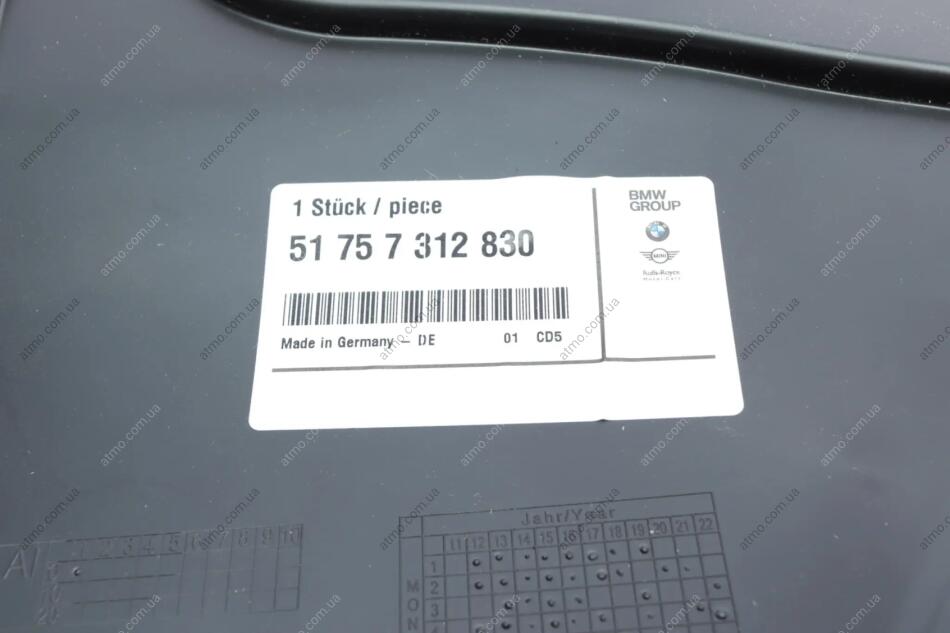 1 Stück / piece
51 75 7 312 830
Made in Germany – DE 01 CD5
BMW
GROUP
MINI
Rolls-Royce
Motor Cars
Jahr/Year
11 12 13 14 15 16 17 18 19 20 21 22
1
2
3
M
O
N
1 2 3 4 5 6 7 8 9 10
A
atmo.com.ua